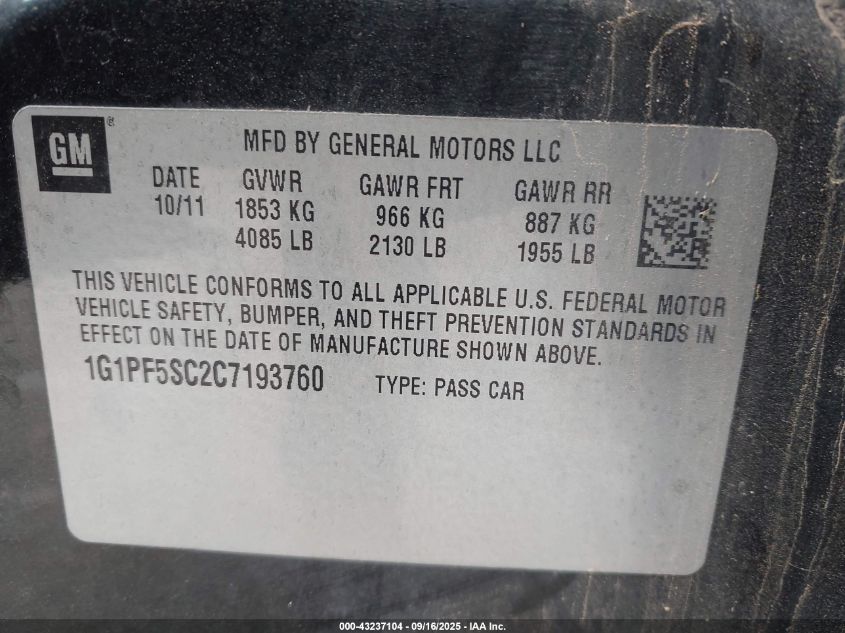 GM®
MFD BY GENERAL MOTORS LLC
DATE GVWR GAWR FRT GAWR RR
10/11 1853 KG 966 KG 887 KG
4085 LB 2130 LB 1955 LB
THIS VEHICLE CONFORMS TO ALL APPLICABLE U.S. FEDERAL MOTOR
VEHICLE SAFETY, BUMPER, AND THEFT PREVENTION STANDARDS IN
EFFECT ON THE DATE OF MANUFACTURE SHOWN ABOVE.
1G1PF5SC2C7193760 TYPE: PASS CAR
000-43237104 - 09/16/2025 - IAA Inc.